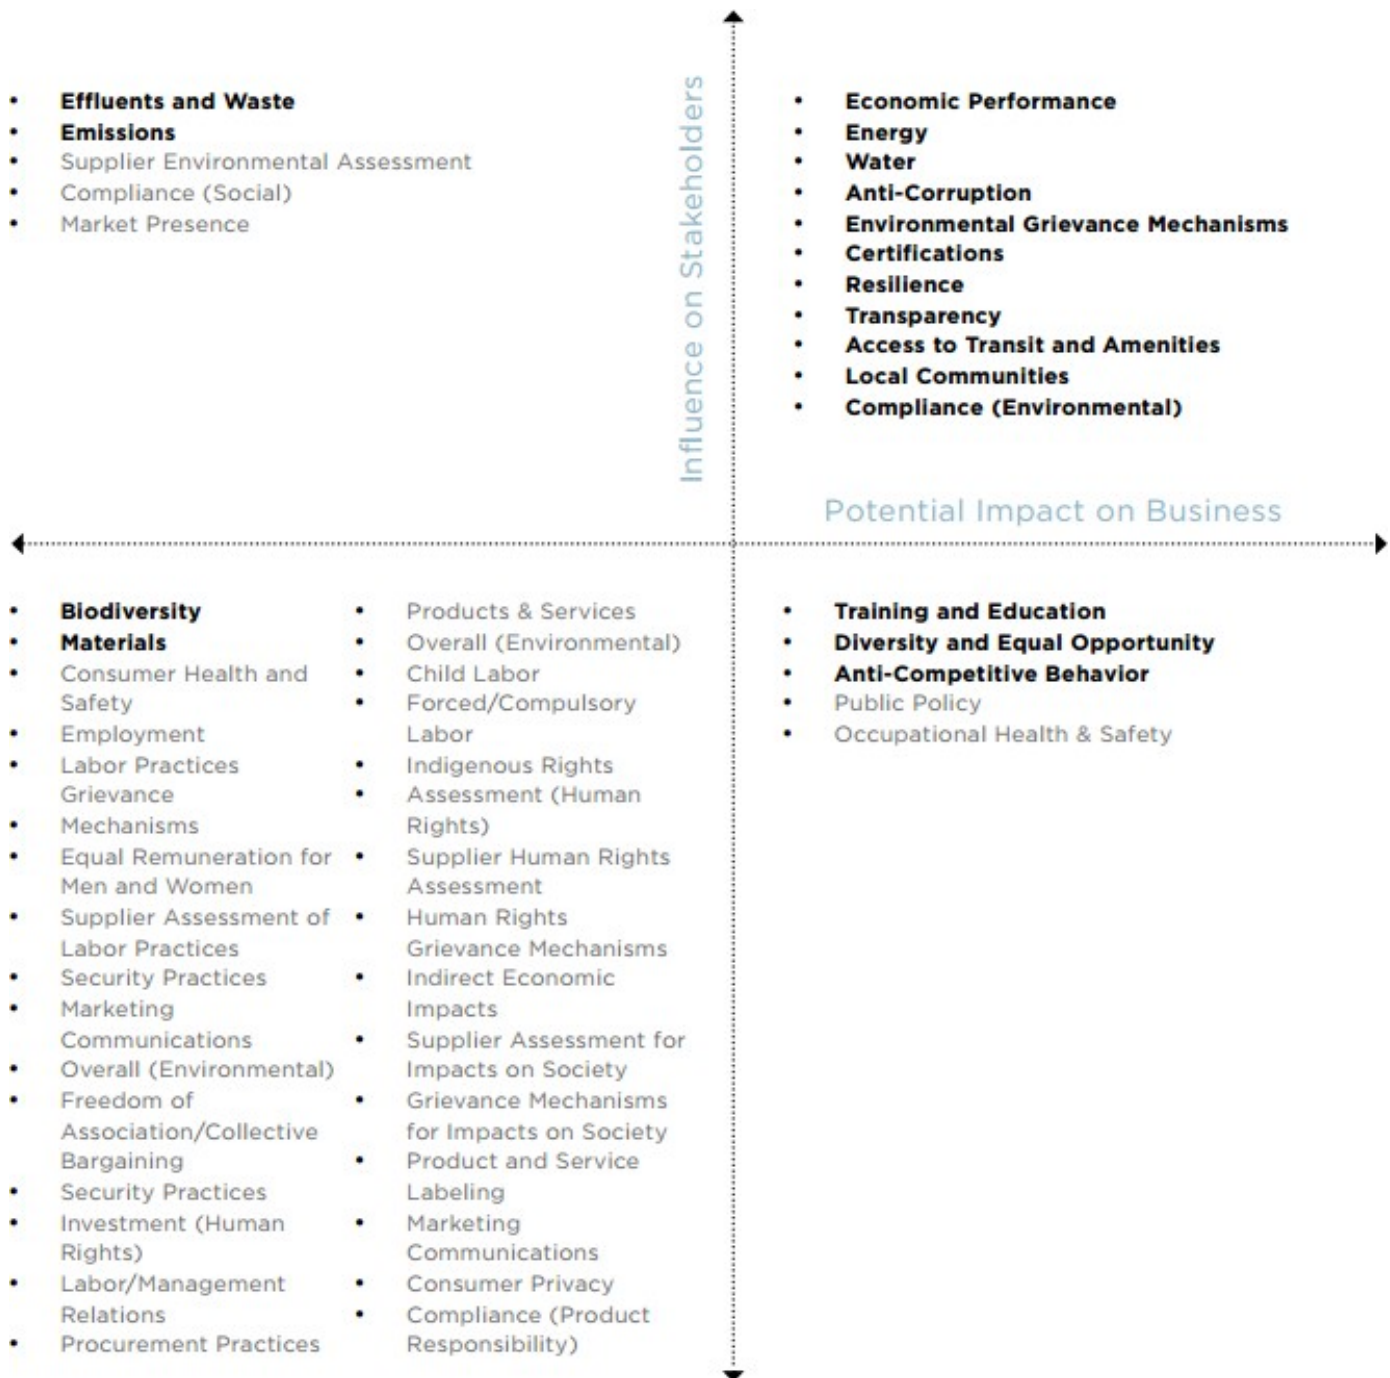 • Effluents and Waste
• Emissions
• Supplier Environmental Assessment
• Compliance (Social)
• Market Presence
Influence on Stakeholders
• Economic Performance
• Energy
• Water
• Anti-Corruption
• Environmental Grievance Mechanisms
• Certifications
• Resilience
• Transparency
• Access to Transit and Amenities
• Local Communities
• Compliance (Environmental)
Potential Impact on Business
• Biodiversity
• Materials
• Consumer Health and
Safety
• Employment
• Labor Practices
Grievance
• Mechanisms
• Equal Remuneration for
Men and Women
• Supplier Assessment of
Labor Practices
• Security Practices
• Marketing
Communications
• Overall (Environmental)
• Freedom of
Association/Collective
Bargaining
• Security Practices
• Investment (Human
Rights)
• Labor/Management
Relations
• Procurement Practices
• Products & Services
• Overall (Environmental)
• Child Labor
• Forced/Compulsory
Labor
• Indigenous Rights
• Assessment (Human
Rights)
• Supplier Human Rights
Assessment
• Human Rights
Grievance Mechanisms
• Indirect Economic
Impacts
• Supplier Assessment for
Impacts on Society
• Grievance Mechanisms
for Impacts on Society
• Product and Service
Labeling
• Marketing
Communications
• Consumer Privacy
• Compliance (Product
Responsibility)
• Training and Education
• Diversity and Equal Opportunity
• Anti-Competitive Behavior
• Public Policy
• Occupational Health & Safety